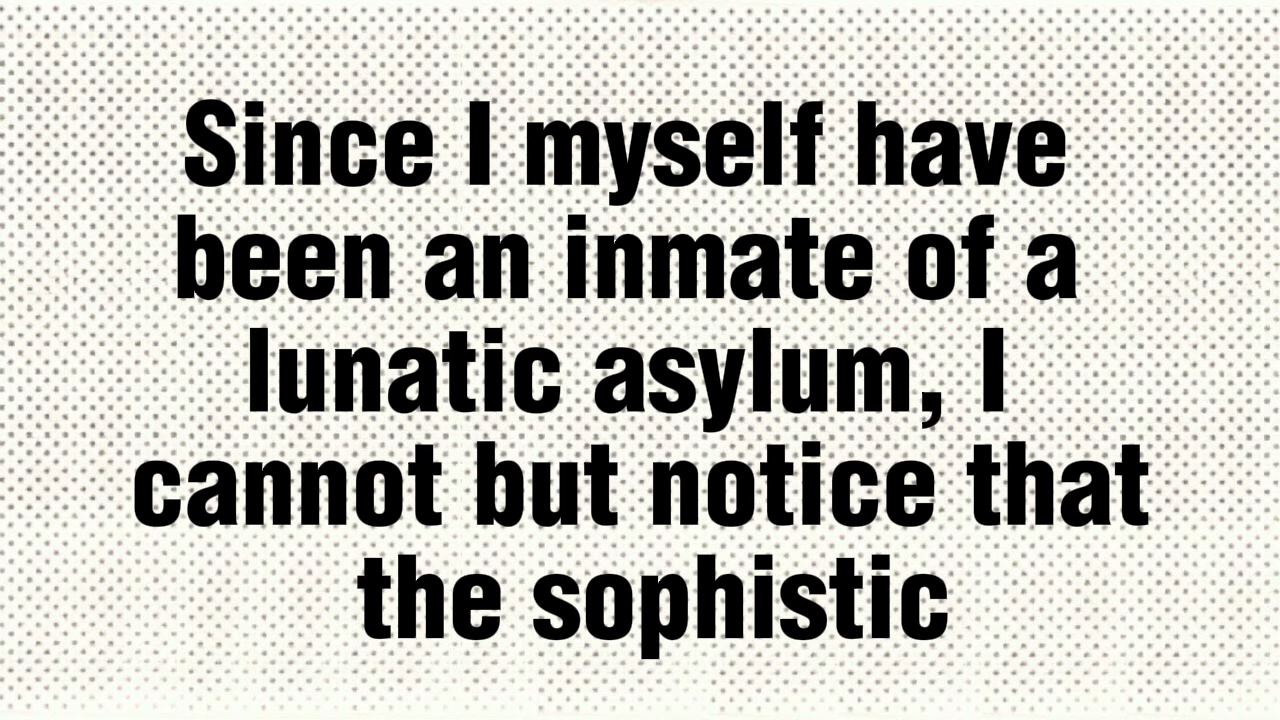 Since I myself have
been an inmate of a
lunatic asylum, I
cannot but notice that
the sophistic